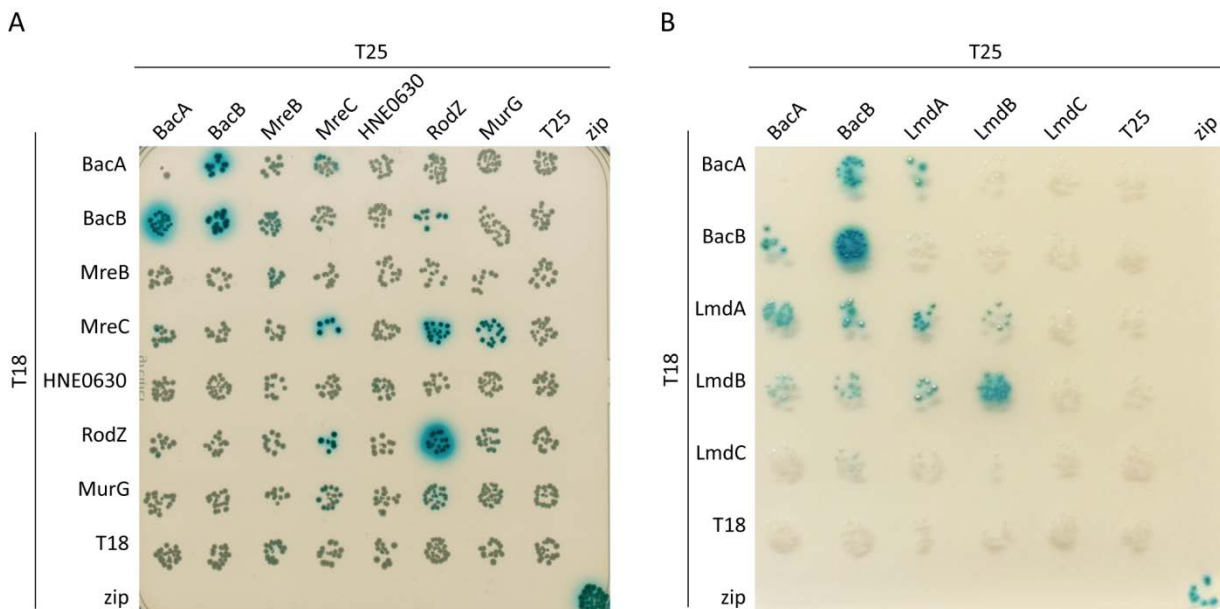 A
T25
BacA BacB MreB MreC HNE0630 RodZ MurG T25 zip
T18
BacA
BacB
MreB
MreC
HNE0630
RodZ
MurG
T18
zip
B
T25
BacA BacB LmdA LmdB LmdC T25 zip
T18
BacA
BacB
LmdA
LmdB
LmdC
T18
zip